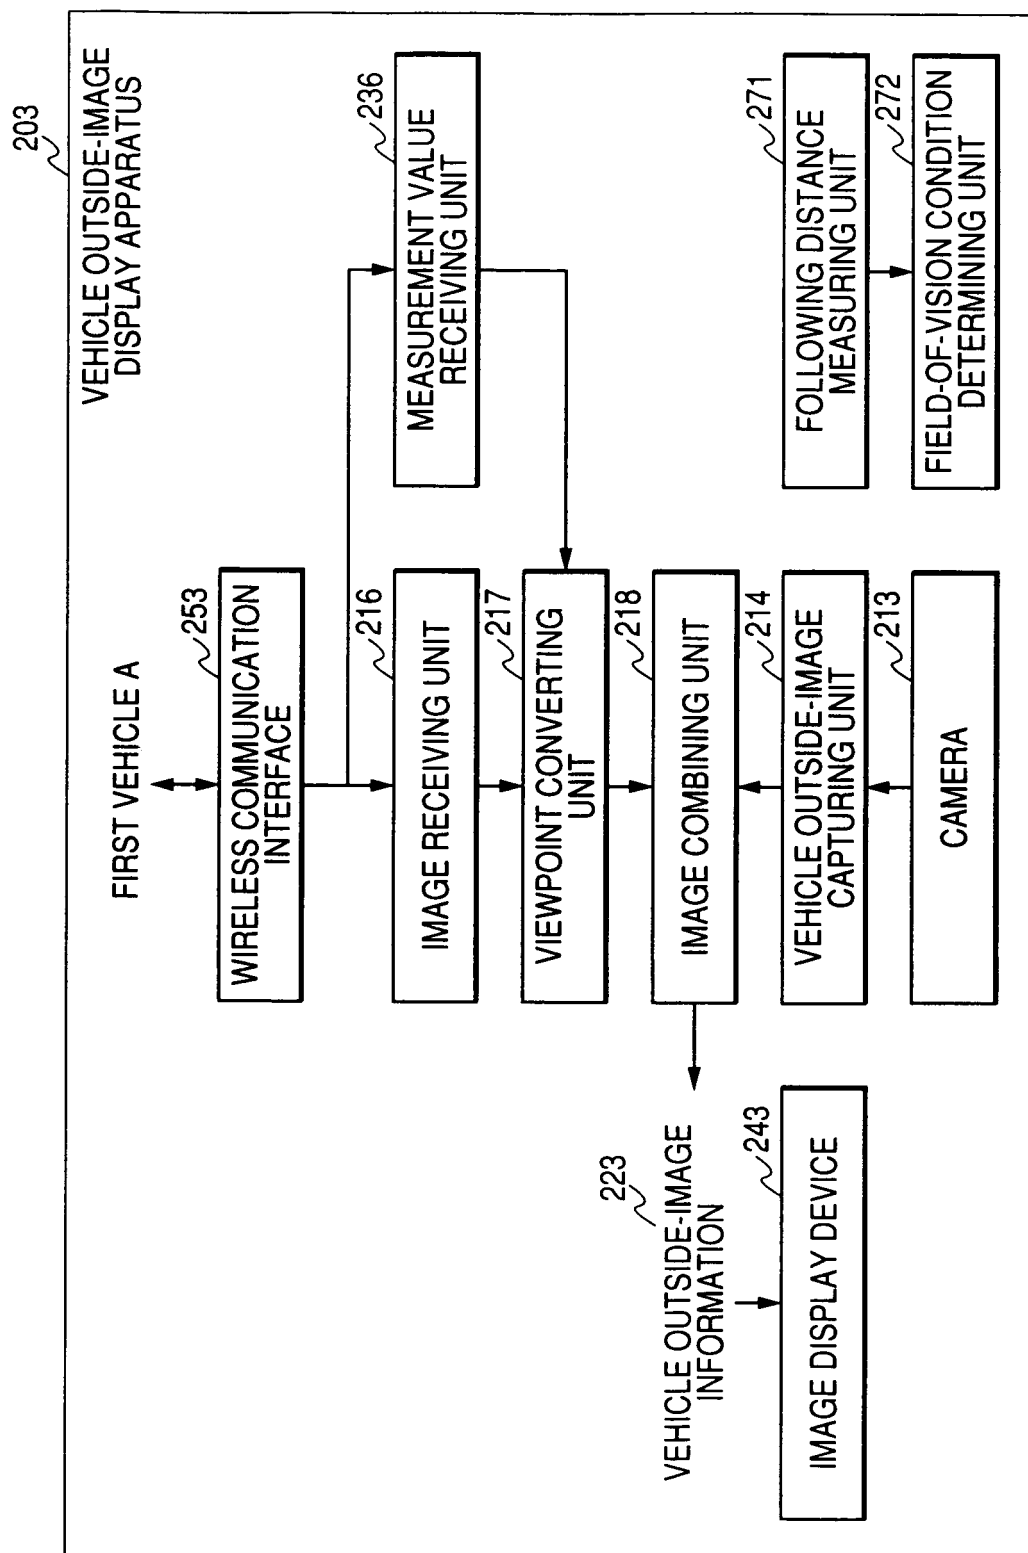 203
VEHICLE OUTSIDE-IMAGE
DISPLAY APPARATUS
FIRST VEHICLE A
253
WIRELESS COMMUNICATION
INTERFACE
236
MEASUREMENT VALUE
RECEIVING UNIT
216
IMAGE RECEIVING UNIT
217
VIEWPOINT CONVERTING
UNIT
218
IMAGE COMBINING UNIT
214
VEHICLE OUTSIDE-IMAGE
CAPTURING UNIT
213
CAMERA
271
FOLLOWING DISTANCE
MEASURING UNIT
272
FIELD-OF-VISION CONDITION
DETERMINING UNIT
223
VEHICLE OUTSIDE-IMAGE
INFORMATION
243
IMAGE DISPLAY DEVICE